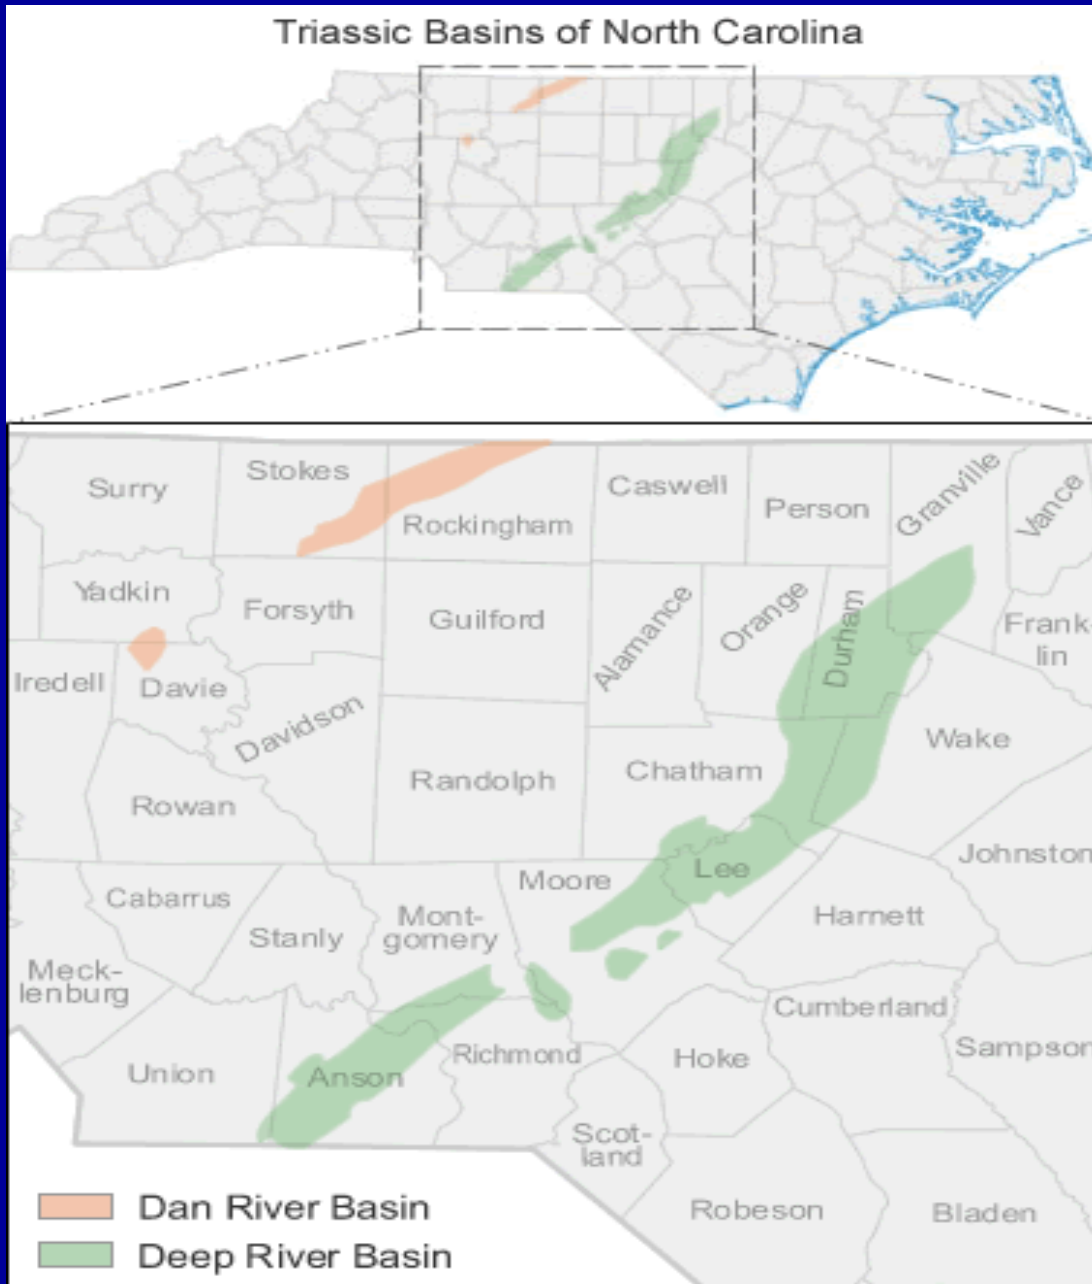 Triassic Basins of North Carolina
Surry
Stokes
Rockingham
Caswell
Person
Granville
Vance
Yadkin
Forsyth
Guilford
Alamance
Orange
Durham
Frank-
lin
Iredell
Davie
Davidson
Randolph
Chatham
Wake
Rowan
Johnston
Cabarrus
Stanly
Mont-
gomery
Moore
Lee
Harnett
Meck-
lenburg
Union
Anson
Richmond
Hoke
Cumberland
Sampson
Scot-
land
Robeson
Bladen
Dan River Basin
Deep River Basin